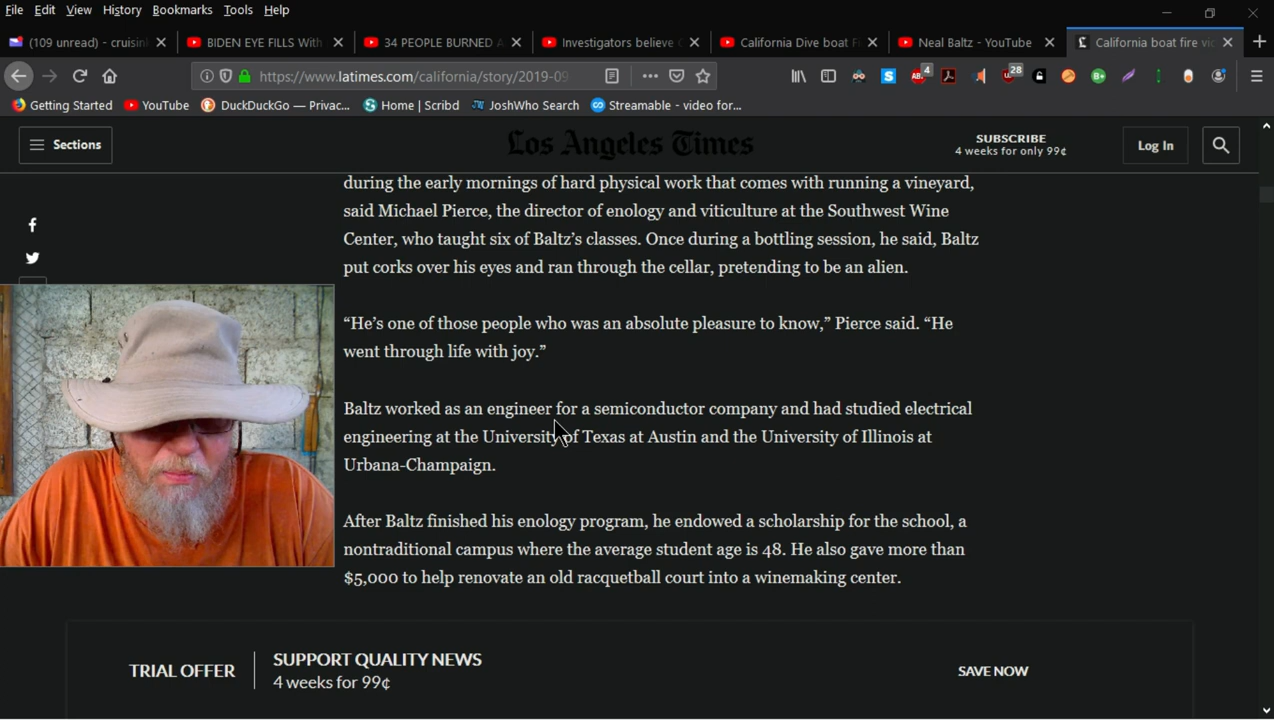 File Edit View History Bookmarks Tools Help
(109 unread) - cruisin
BIDEN EYE FILLS With
34 PEOPLE BURNED A
Investigators believe C
California Dive boat F
Neal Baltz - YouTube
California boat fire vic
https://www.latimes.com/california/story/2019-09
4
28
Getting Started YouTube DuckDuckGo — Privac... Home | Scribd JoshWho Search Streamable - video for...
Sections
Los Angeles Times
SUBSCRIBE
4 weeks for only 99¢
Log In
during the early mornings of hard physical work that comes with running a vineyard,
said Michael Pierce, the director of enology and viticulture at the Southwest Wine
Center, who taught six of Baltz’s classes. Once during a bottling session, he said, Baltz
put corks over his eyes and ran through the cellar, pretending to be an alien.
“He’s one of those people who was an absolute pleasure to know,” Pierce said. “He
went through life with joy.”
Baltz worked as an engineer for a semiconductor company and had studied electrical
engineering at the University of Texas at Austin and the University of Illinois at
Urbana-Champaign.
After Baltz finished his enology program, he endowed a scholarship for the school, a
nontraditional campus where the average student age is 48. He also gave more than
$5,000 to help renovate an old racquetball court into a winemaking center.
TRIAL OFFER
SUPPORT QUALITY NEWS
4 weeks for 99¢
SAVE NOW